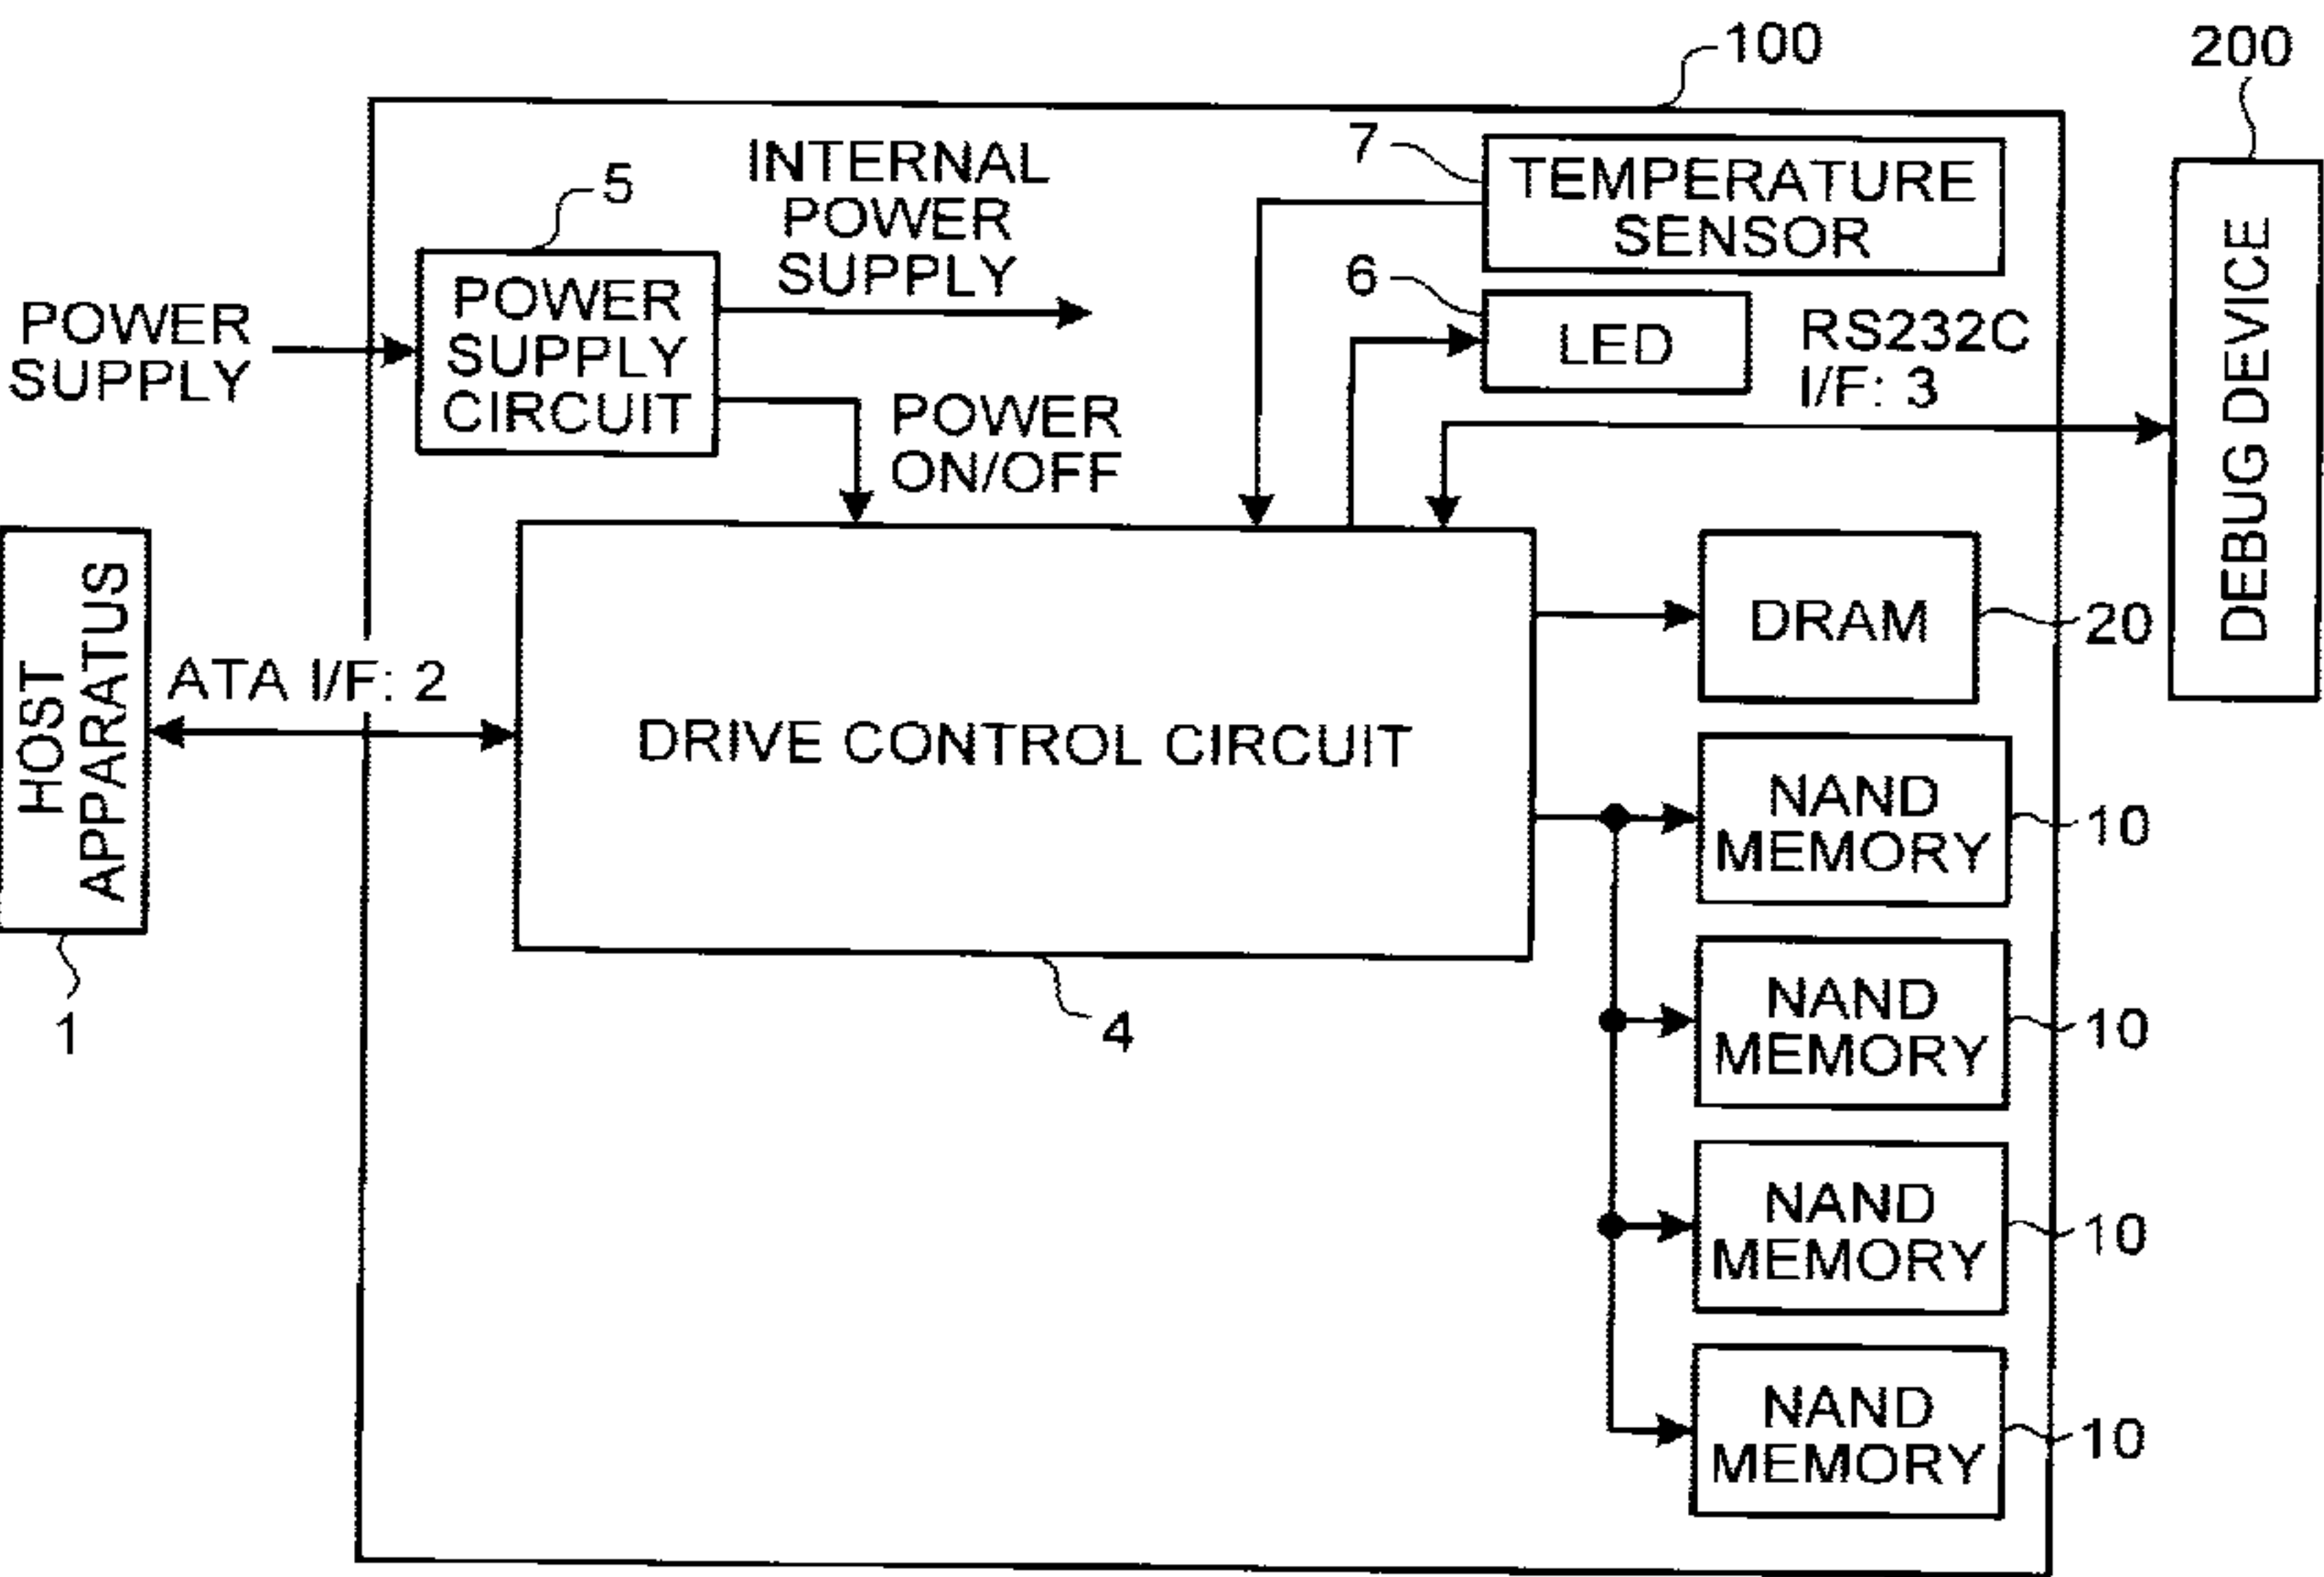 100
200
7
TEMPERATURE
SENSOR
INTERNAL
POWER
SUPPLY
5
6
LED
POWER
SUPPLY
POWER
SUPPLY
CIRCUIT
RS232C
I/F: 3
DEBUG DEVICE
POWER
ON/OFF
HOST
APPARATUS
1
ATA I/F: 2
DRIVE CONTROL CIRCUIT
4
DRAM
20
NAND
MEMORY
10
NAND
MEMORY
10
NAND
MEMORY
10
NAND
MEMORY
10